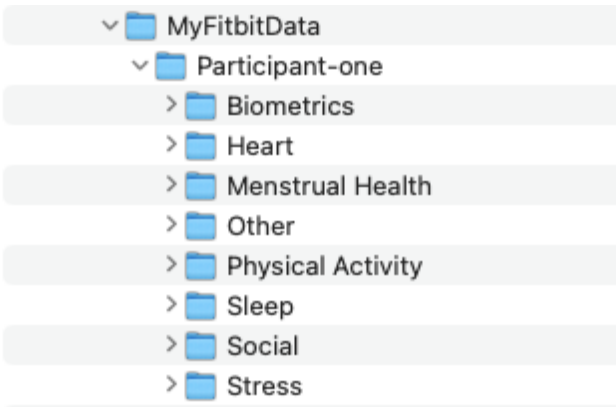 MyFitbitData
Participant-one
Biometrics
Heart
Menstrual Health
Other
Physical Activity
Sleep
Social
Stress